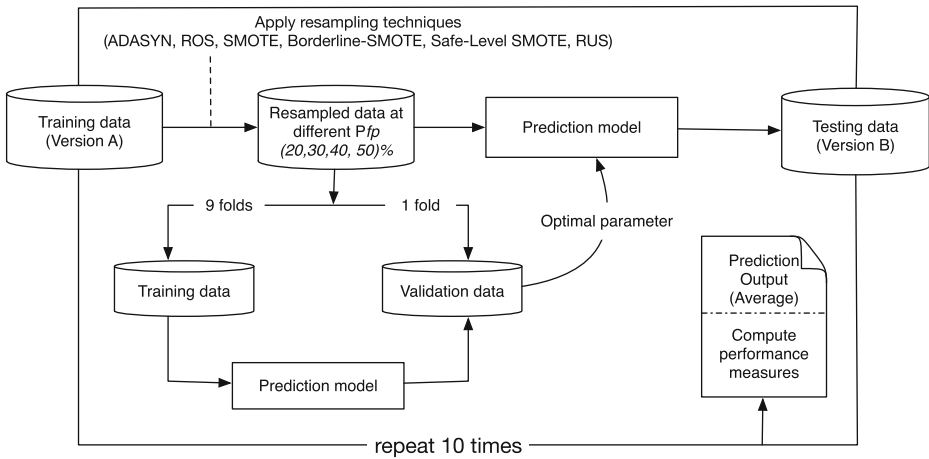 Apply resampling techniques
(ADASYN, ROS, SMOTE, Borderline-SMOTE, Safe-Level SMOTE, RUS)
Training data
(Version A)
Resampled data at
different Pfp
(20,30,40, 50)%
Prediction model
Testing data
(Version B)
9 folds
1 fold
Optimal parameter
Training data
Validation data
Prediction model
Prediction
Output
(Average)
Compute
performance
measures
repeat 10 times